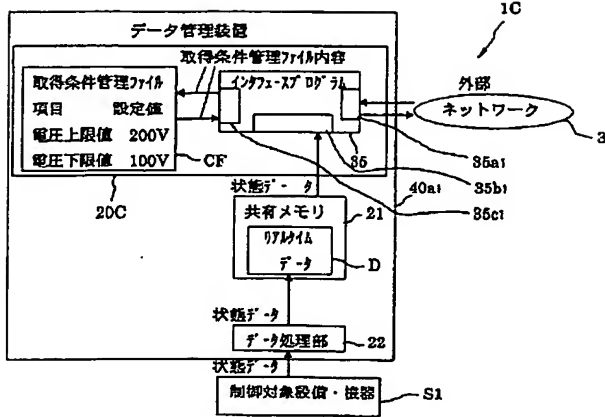 1C
データ管理装置
取得条件管理ファイル内容
取得条件管理ファイル
項目 設定値
電圧上限値 200V
電圧下限値 100V
CF
20C
インタフェースプログラム
35
外部
ネットワーク
3
35a1
35b1
35c1
40a1
状態データ
共有メモリ
21
リアルタイム
データ
D
状態データ
データ処理部
22
状態データ
制御対象設備・機器
S1